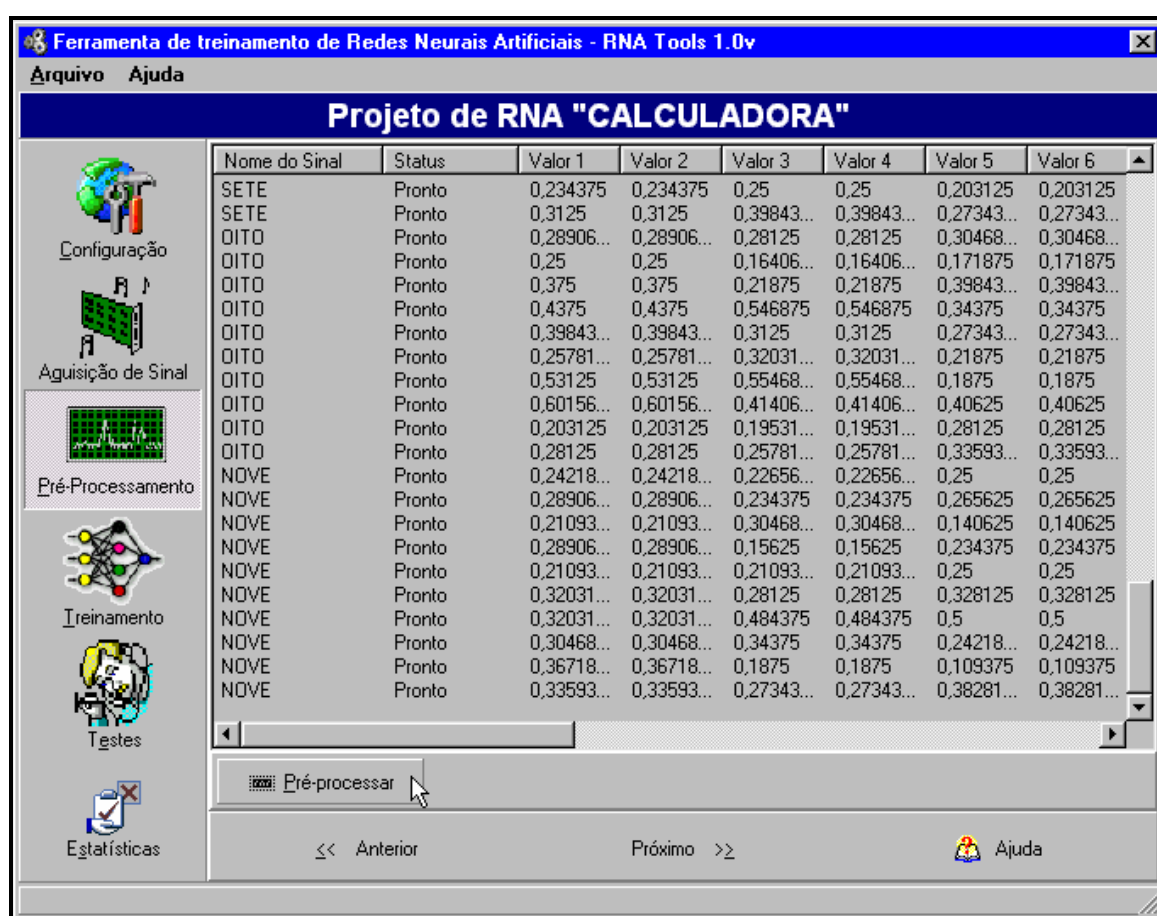 Ferramenta de treinamento de Redes Neurais Artificiais - RNA Tools 1.0v
Arquivo Ajuda
Projeto de RNA "CALCULADORA"
Configuração
Aquisição de Sinal
Pré-Processamento
Treinamento
Testes
Estatísticas
Nome do Sinal Status Valor 1 Valor 2 Valor 3 Valor 4 Valor 5 Valor 6
SETE Pronto 0,234375 0,234375 0,25 0,25 0,203125 0,203125
SETE Pronto 0,3125 0,3125 0,39843... 0,39843... 0,27343... 0,27343...
OITO Pronto 0,28906... 0,28906... 0,28125 0,28125 0,30468... 0,30468...
OITO Pronto 0,25 0,25 0,16406... 0,16406... 0,171875 0,171875
OITO Pronto 0,375 0,375 0,21875 0,21875 0,39843... 0,39843...
OITO Pronto 0,4375 0,4375 0,546875 0,546875 0,34375 0,34375
OITO Pronto 0,39843... 0,39843... 0,3125 0,3125 0,27343... 0,27343...
OITO Pronto 0,25781... 0,25781... 0,32031... 0,32031... 0,21875 0,21875
OITO Pronto 0,53125 0,53125 0,55468... 0,55468... 0,1875 0,1875
OITO Pronto 0,60156... 0,60156... 0,41406... 0,41406... 0,40625 0,40625
OITO Pronto 0,203125 0,203125 0,19531... 0,19531... 0,28125 0,28125
OITO Pronto 0,28125 0,28125 0,25781... 0,25781... 0,33593... 0,33593...
NOVE Pronto 0,24218... 0,24218... 0,22656... 0,22656... 0,25 0,25
NOVE Pronto 0,28906... 0,28906... 0,234375 0,234375 0,265625 0,265625
NOVE Pronto 0,21093... 0,21093... 0,30468... 0,30468... 0,140625 0,140625
NOVE Pronto 0,28906... 0,28906... 0,15625 0,15625 0,234375 0,234375
NOVE Pronto 0,21093... 0,21093... 0,21093... 0,21093... 0,25 0,25
NOVE Pronto 0,32031... 0,32031... 0,28125 0,28125 0,328125 0,328125
NOVE Pronto 0,32031... 0,32031... 0,484375 0,484375 0,5 0,5
NOVE Pronto 0,30468... 0,30468... 0,34375 0,34375 0,24218... 0,24218...
NOVE Pronto 0,36718... 0,36718... 0,1875 0,1875 0,109375 0,109375
NOVE Pronto 0,33593... 0,33593... 0,27343... 0,27343... 0,38281... 0,38281...
Pré-processar
<< Anterior Próximo >> Ajuda